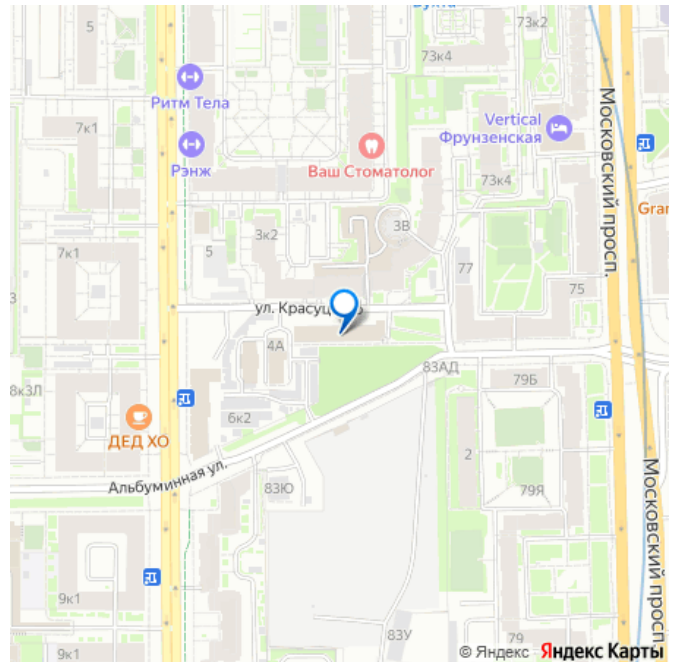 Бухта
73к2
5
73к4
Ритм Тела
Vertical
Фрунзенская
7к1
Рэнж
Ваш Стоматолог
73к4
Московский просп.
Gran
3к2
3В
5
7к1
77
75
ул. Красуцкого
4А
83АД
79Б
8к3Л
6к2
ДЕД ХО
2
Альбуминная ул.
83Ю
79Я
Московский просп.
9к1
9к1
83У
79
© Яндекс Яндекс Карты